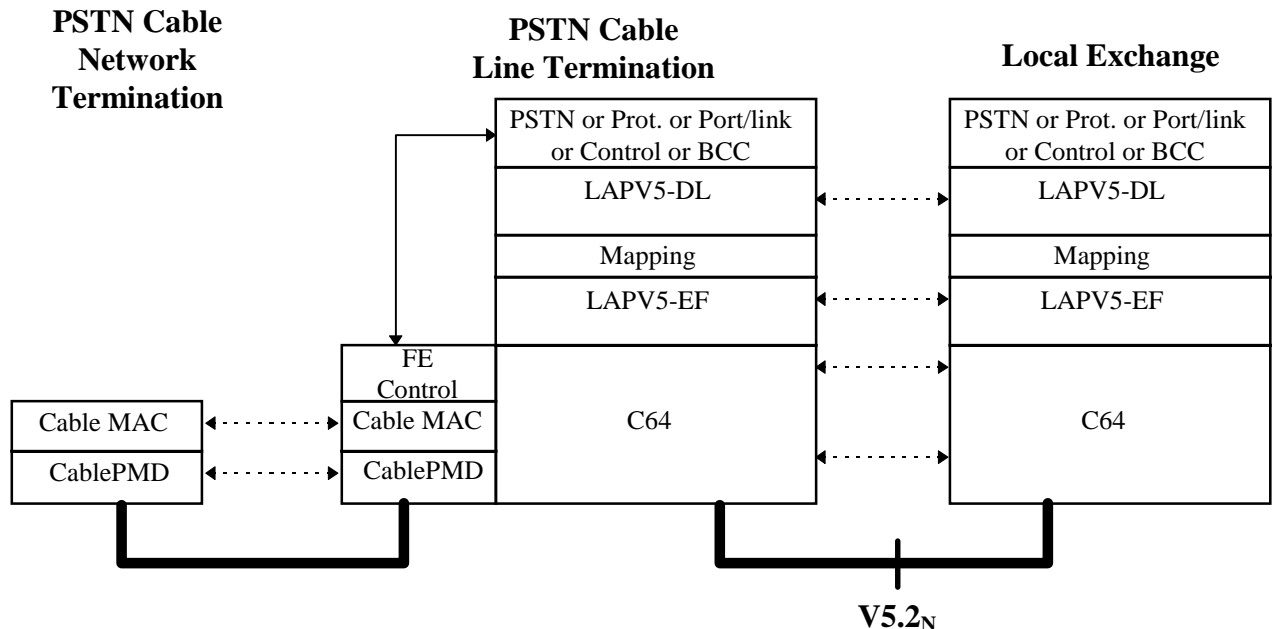 PSTN Cable
Network
Termination
PSTN Cable
Line Termination
Local Exchange
PSTN or Prot. or Port/link
or Control or BCC
LAPV5-DL
Mapping
LAPV5-EF
C64
FE
Control
Cable MAC
CablePMD
Cable MAC
CablePMD
PSTN or Prot. or Port/link
or Control or BCC
LAPV5-DL
Mapping
LAPV5-EF
C64
V5.2N